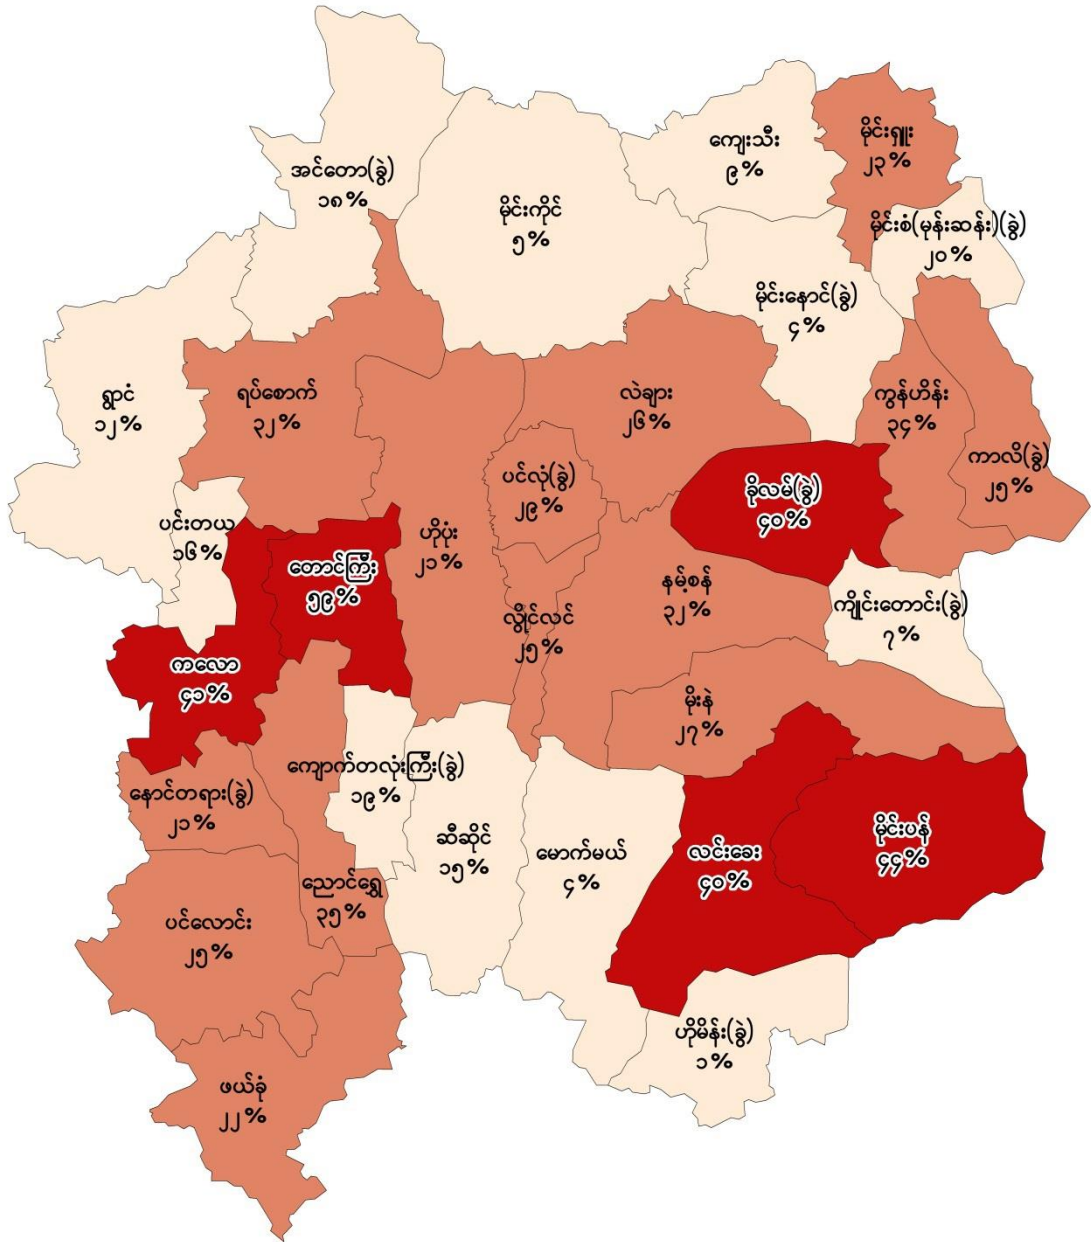 ကျေးသီး
၉%
မိုင်းရှူး
၂၃%
အင်တော(ခွဲ)
၁၈%
မိုင်းကိုင်
၅%
မိုင်းစံ(မုန်းဆန်း)(ခွဲ)
၂၀%
မိုင်းနောင်(ခွဲ)
၄%
ရွာငံ
၁၂%
ရပ်စောက်
၃၂%
လဲချား
၂၆%
ကွန်ဟိန်း
၃၄%
ကာလိ(ခွဲ)
၂၅%
ပင်လုံ(ခွဲ)
၂၉%
ခိုလမ်(ခွဲ)
၄၀%
ပင်းတယ
၁၆%
ဟိုပုံး
၂၁%
တောင်ကြီး
၅၉%
နမ့်စန်
၃၂%
ကျိုင်းတောင်း(ခွဲ)
၇%
လွိုင်လင်
၂၅%
ကလော
၄၁%
မိုးနဲ
၂၇%
ကျောက်တလုံးကြီး(ခွဲ)
၁၉%
နောင်တရား(ခွဲ)
၂၁%
ဆီဆိုင်
၁၅%
မောက်မယ်
၄%
လင်းခေး
၄၀%
မိုင်းပန်
၄၄%
ညောင်ရွှေ
၃၅%
ပင်လောင်း
၂၅%
ဟိုမိန်း(ခွဲ)
၁%
ဖယ်ခုံ
၂၂%